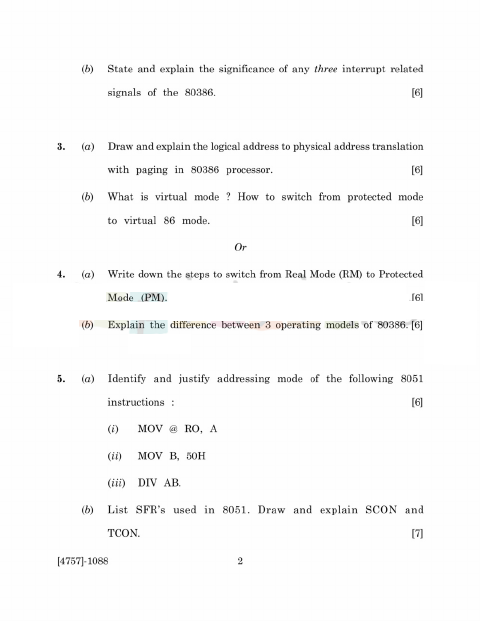 (b) State and explain the significance of any three interrupt related
signals of the 80386. [6]
3. (a) Draw and explain the logical address to physical address translation
with paging in 80386 processor. [6]
(b) What is virtual mode ? How to switch from protected mode
to virtual 86 mode. [6]
Or
4. (a) Write down the steps to switch from Real Mode (RM) to Protected
Mode (PM). [6]
(b) Explain the difference between 3 operating models of 80386. [6]
5. (a) Identify and justify addressing mode of the following 8051
instructions : [6]
(i) MOV @ RO, A
(ii) MOV B, 50H
(iii) DIV AB.
(b) List SFR's used in 8051. Draw and explain SCON and
TCON. [7]
[4757]-1088 2